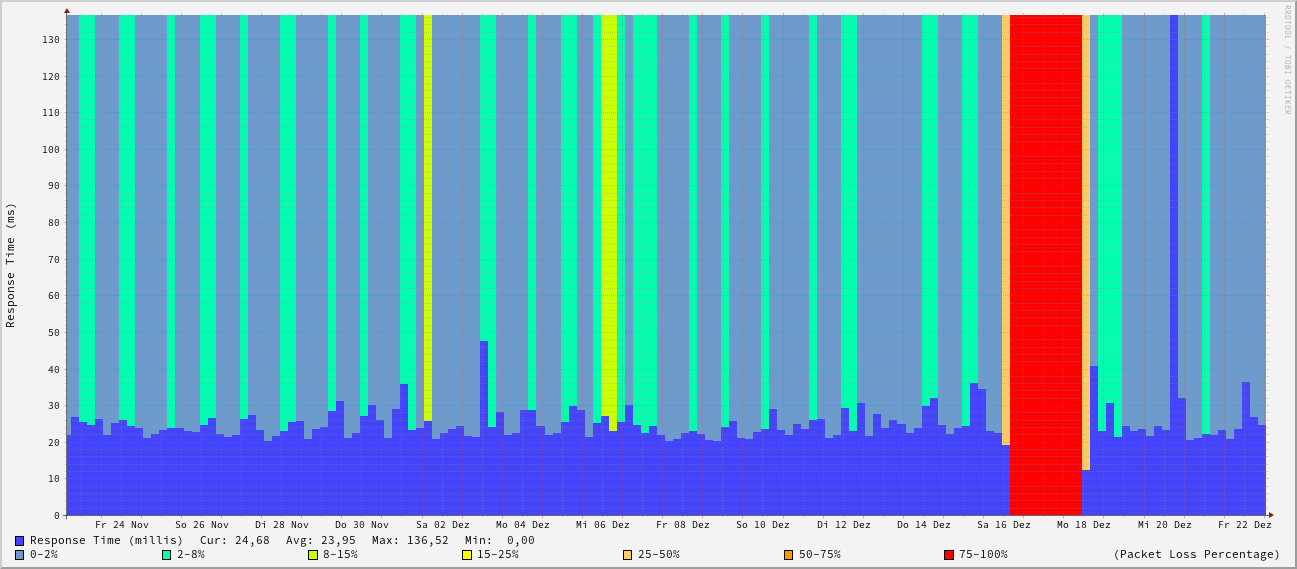 RRDTOOL / TOBI OETIKER
Response Time (ms)
130
120
110
100
90
80
70
60
50
40
30
20
10
0
Fr 24 Nov So 26 Nov Di 28 Nov Do 30 Nov Sa 02 Dez Mo 04 Dez Mi 06 Dez Fr 08 Dez So 10 Dez Di 12 Dez Do 14 Dez Sa 16 Dez Mo 18 Dez Mi 20 Dez Fr 22 Dez
Response Time (millis) Cur: 24,68 Avg: 23,95 Max: 136,52 Min: 0,00
0-2% 2-8% 8-15% 15-25% 25-50% 50-75% 75-100% (Packet Loss Percentage)